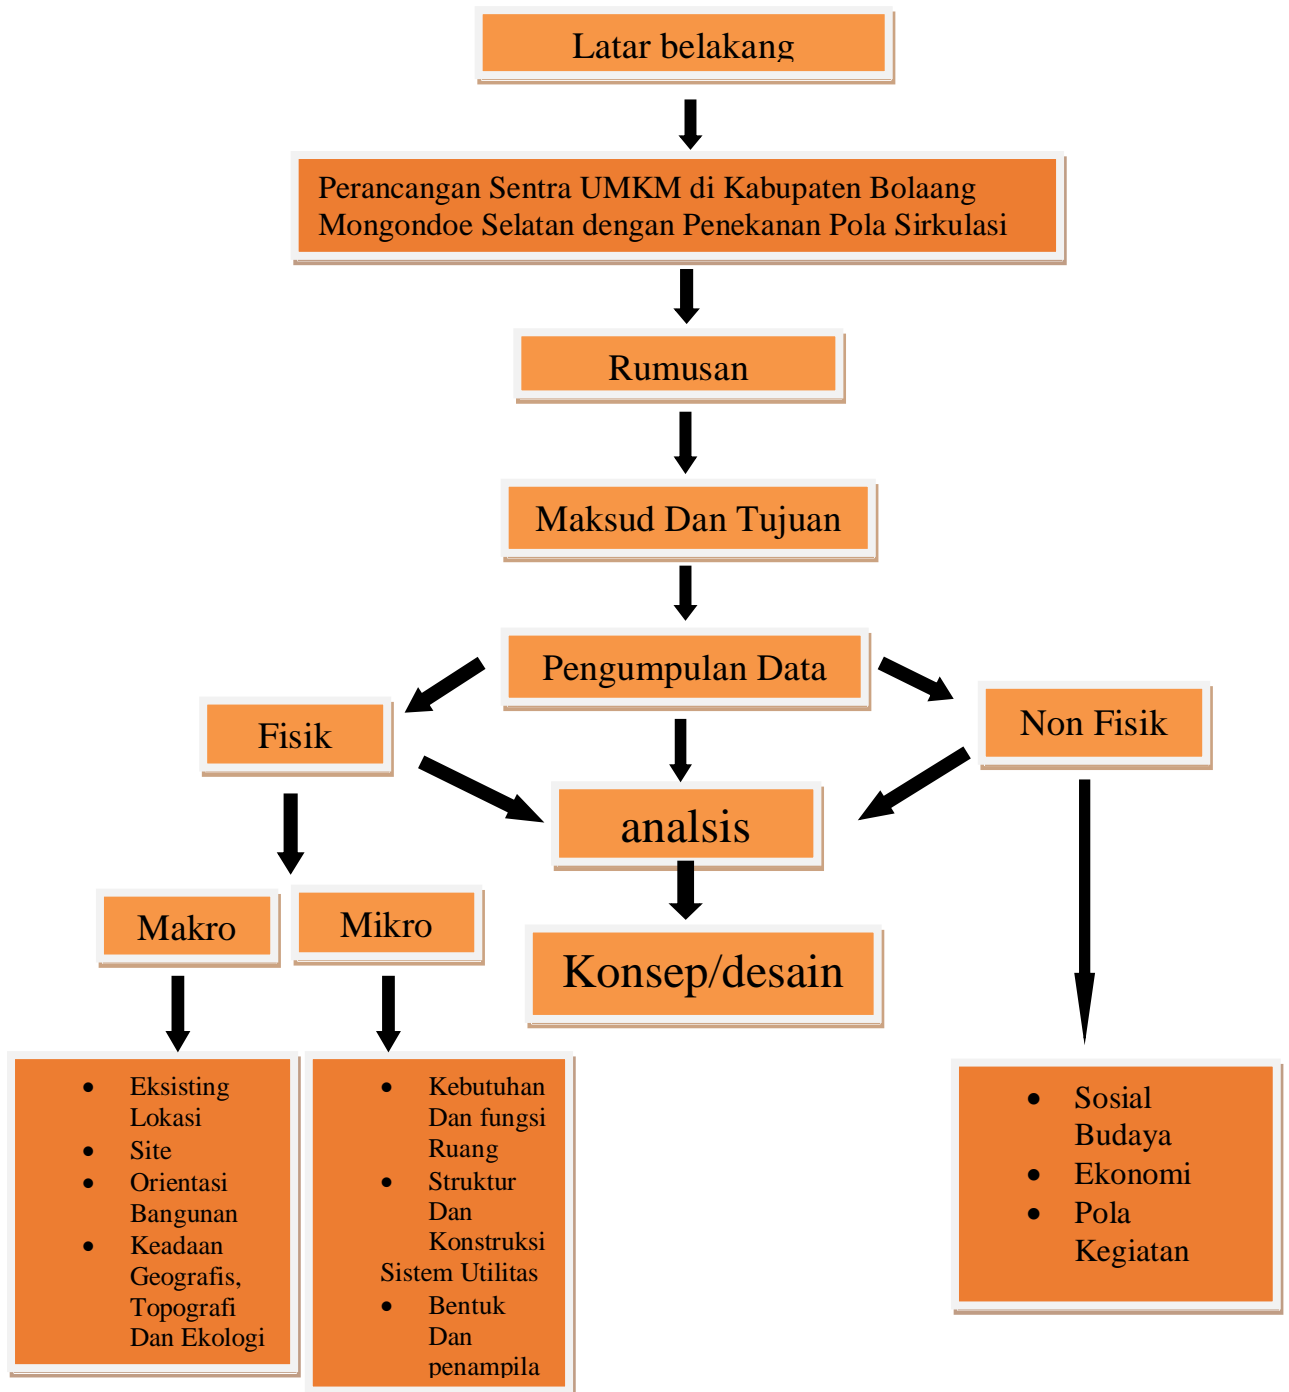 Latar belakang
Perancangan Sentra UMKM di Kabupaten Bolaang
Mongondoe Selatan dengan Penekanan Pola Sirkulasi
Rumusan
Maksud Dan Tujuan
Pengumpulan Data
Fisik
Non Fisik
analsis
Makro
Mikro
Konsep/desain
• Eksisting
Lokasi
• Site
• Orientasi
Bangunan
• Keadaan
Geografis,
Topografi
Dan Ekologi
• Kebutuhan
Dan fungsi
Ruang
• Struktur
Dan
Konstruksi
Sistem Utilitas
• Bentuk
Dan
penampila
• Sosial
Budaya
• Ekonomi
• Pola
Kegiatan